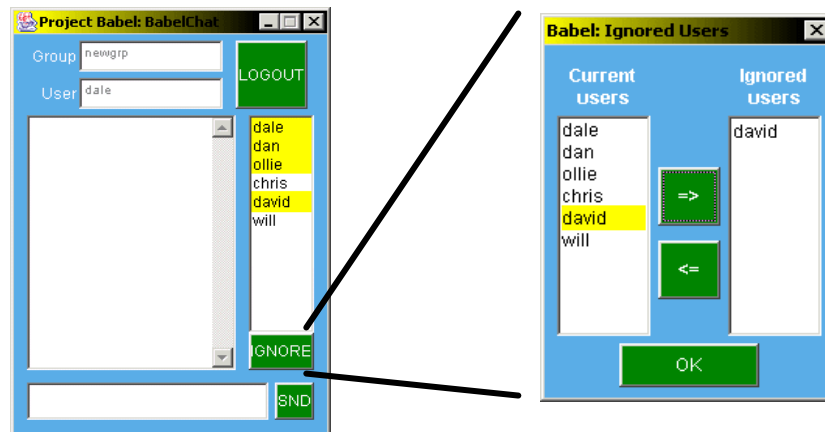 Project Babel: BabelChat
Group newgrp
User dale
LOGOUT
dale
dan
ollie
chris
david
will
IGNORE
SND
Babel: Ignored Users
Current users
Ignored users
dale
dan
ollie
chris
david
will
david
=>
<=
OK